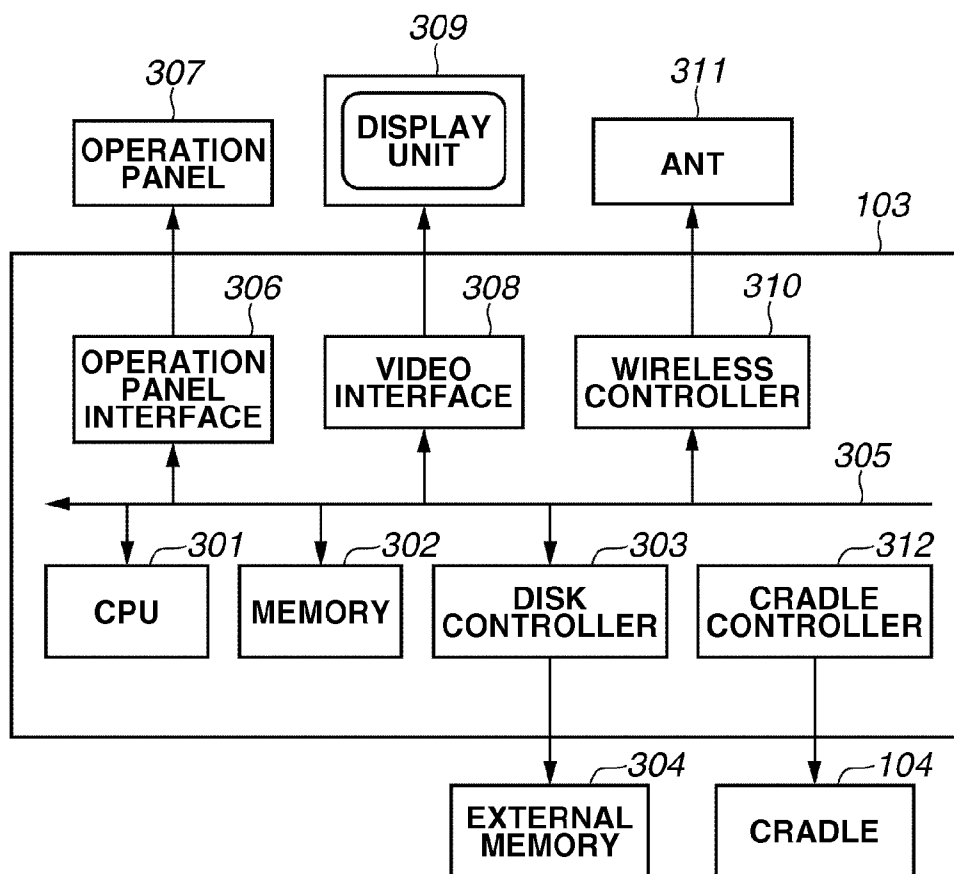 309
307
311
OPERATION
PANEL
DISPLAY
UNIT
ANT
103
306
308
310
OPERATION
PANEL
INTERFACE
VIDEO
INTERFACE
WIRELESS
CONTROLLER
305
301
302
303
312
CPU
MEMORY
DISK
CONTROLLER
CRADLE
CONTROLLER
304
104
EXTERNAL
MEMORY
CRADLE